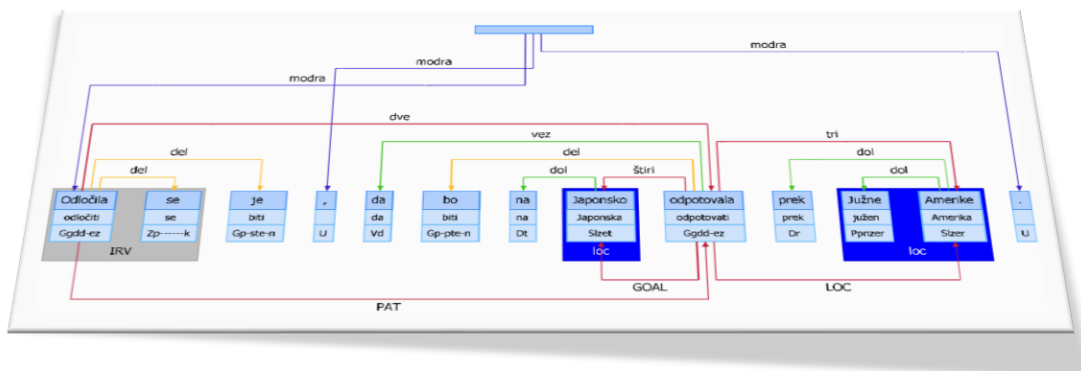 modra
modra
modra
dve
vez
tri
del
del
dol
del
dol
štiri
dol
dol
Odločila se je , da bo na Japonsko odpotovala prek Južne Amerike .
odločiti se biti , da biti na Japonska odpotovati prek južen Amerika .
Ggdd-ez Zp------k Gp-ste-n U Vd Gp-pte-n Dt Slzet Ggdd-ez Dr Ppnzer Slzer U
IRV loc loc
GOAL LOC
PAT